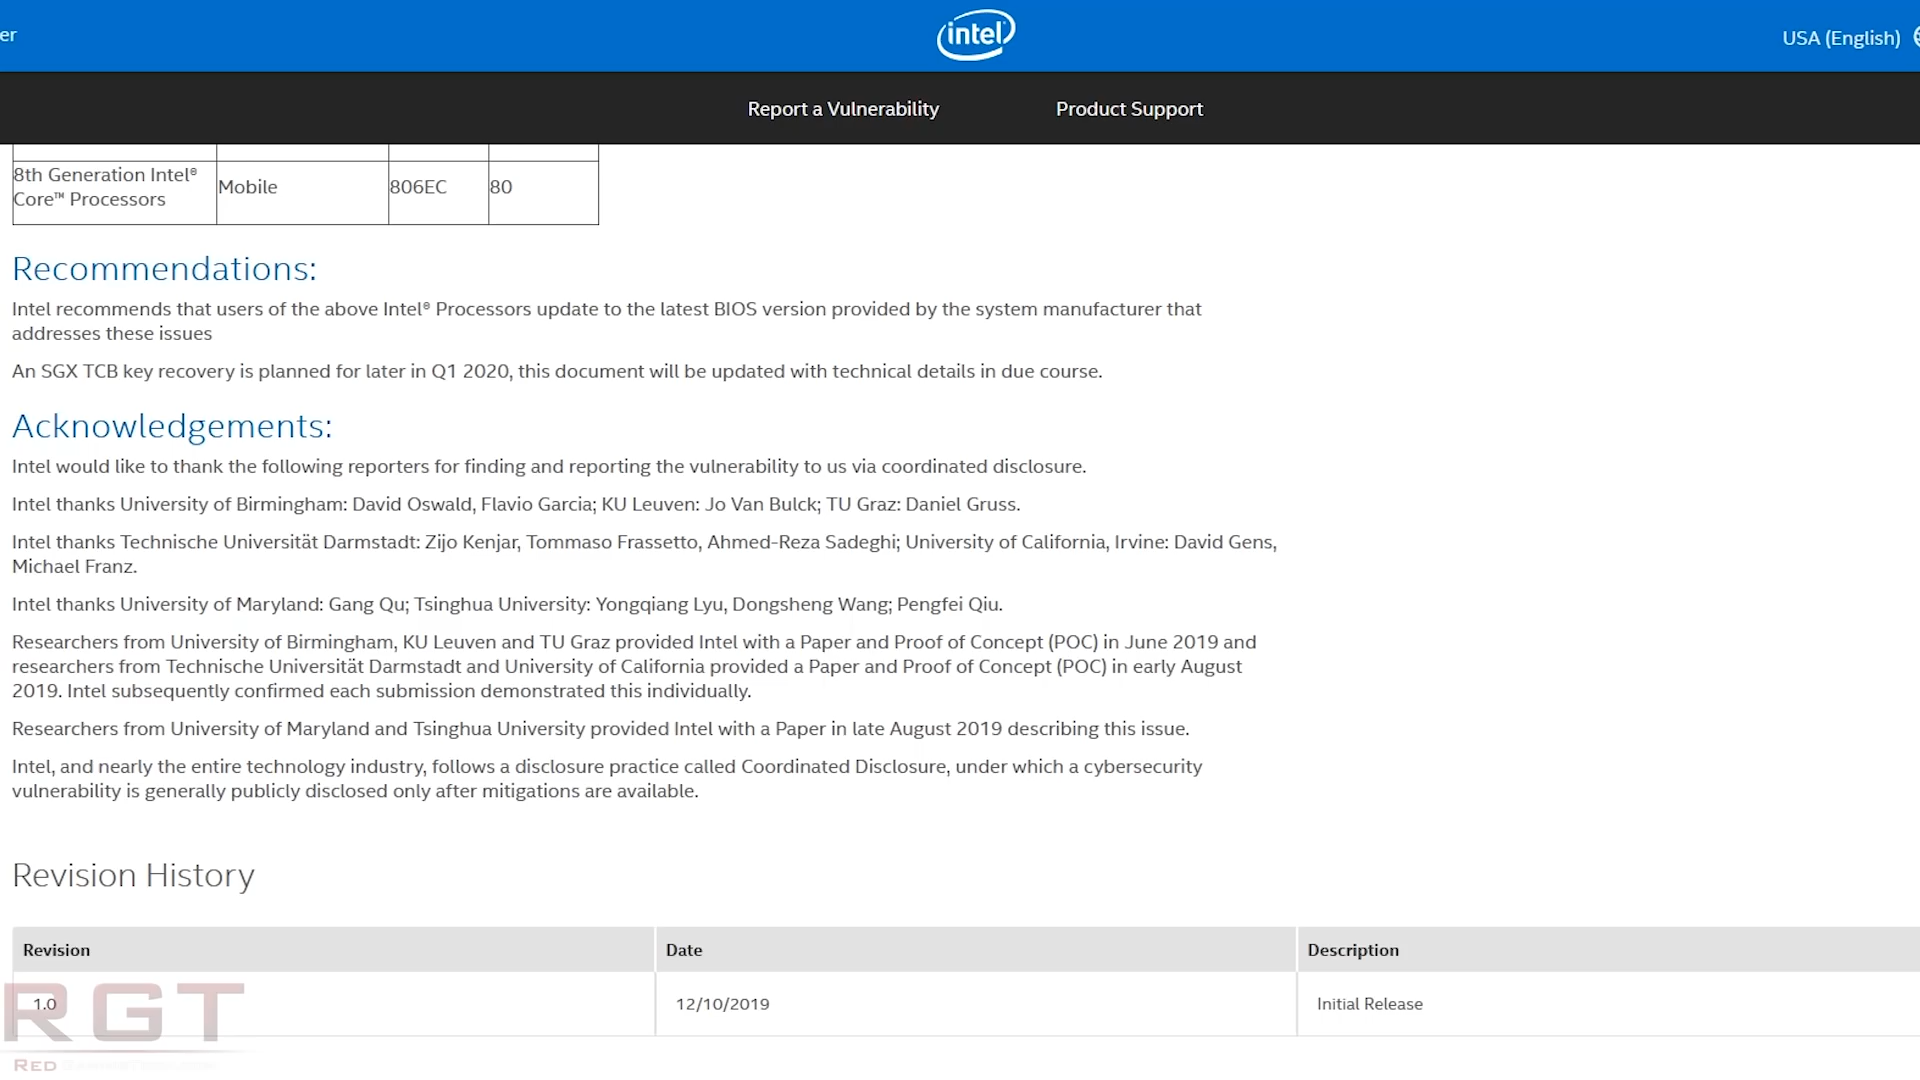 er
intel
USA (English)
Report a Vulnerability
Product Support
8th Generation Intel® Core™ Processors
Mobile
806EC
80
Recommendations:
Intel recommends that users of the above Intel® Processors update to the latest BIOS version provided by the system manufacturer that
addresses these issues
An SGX TCB key recovery is planned for later in Q1 2020, this document will be updated with technical details in due course.
Acknowledgements:
Intel would like to thank the following reporters for finding and reporting the vulnerability to us via coordinated disclosure.
Intel thanks University of Birmingham: David Oswald, Flavio Garcia; KU Leuven: Jo Van Bulck; TU Graz: Daniel Gruss.
Intel thanks Technische Universität Darmstadt: Zijo Kenjar, Tommaso Frassetto, Ahmed-Reza Sadeghi; University of California, Irvine: David Gens,
Michael Franz.
Intel thanks University of Maryland: Gang Qu; Tsinghua University: Yongqiang Lyu, Dongsheng Wang; Pengfei Qiu.
Researchers from University of Birmingham, KU Leuven and TU Graz provided Intel with a Paper and Proof of Concept (POC) in June 2019 and
researchers from Technische Universität Darmstadt and University of California provided a Paper and Proof of Concept (POC) in early August
2019. Intel subsequently confirmed each submission demonstrated this individually.
Researchers from University of Maryland and Tsinghua University provided Intel with a Paper in late August 2019 describing this issue.
Intel, and nearly the entire technology industry, follows a disclosure practice called Coordinated Disclosure, under which a cybersecurity
vulnerability is generally publicly disclosed only after mitigations are available.
Revision History
Revision
Date
Description
1.0
12/10/2019
Initial Release
RGT
RED